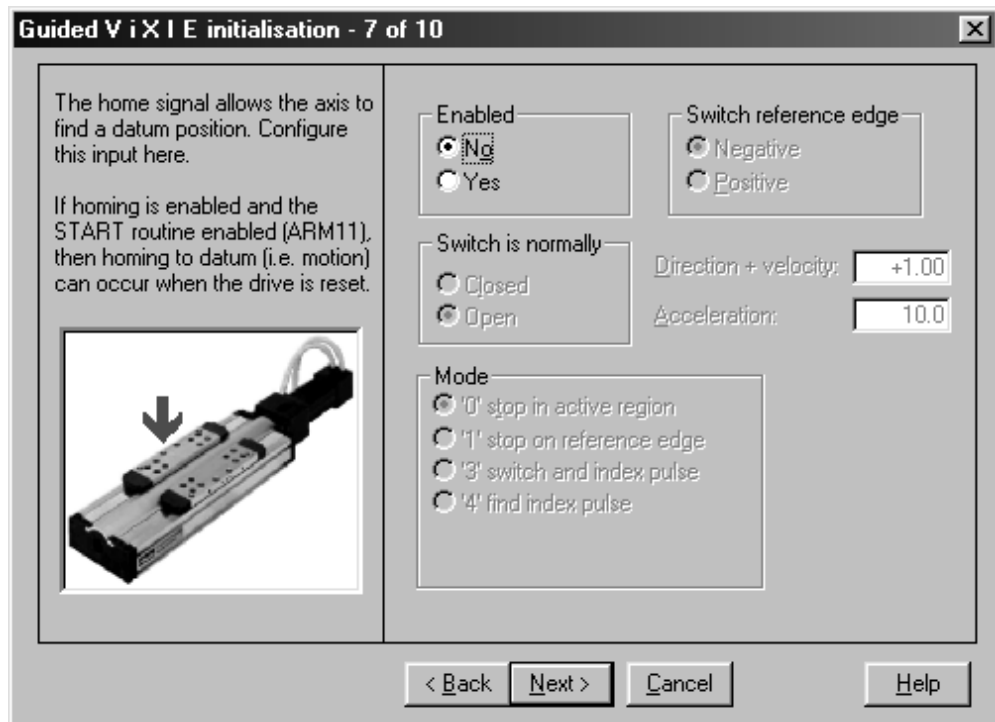 Guided V i X I E initialisation - 7 of 10
The home signal allows the axis to
find a datum position. Configure
this input here.
If homing is enabled and the
START routine enabled (ARM11),
then homing to datum (i.e. motion)
can occur when the drive is reset.
Enabled
No
Yes
Switch reference edge
Negative
Positive
Switch is normally
Closed
Open
Direction + velocity: +1.00
Acceleration: 10.0
Mode
'0' stop in active region
'1' stop on reference edge
'3' switch and index pulse
'4' find index pulse
< Back Next > Cancel Help